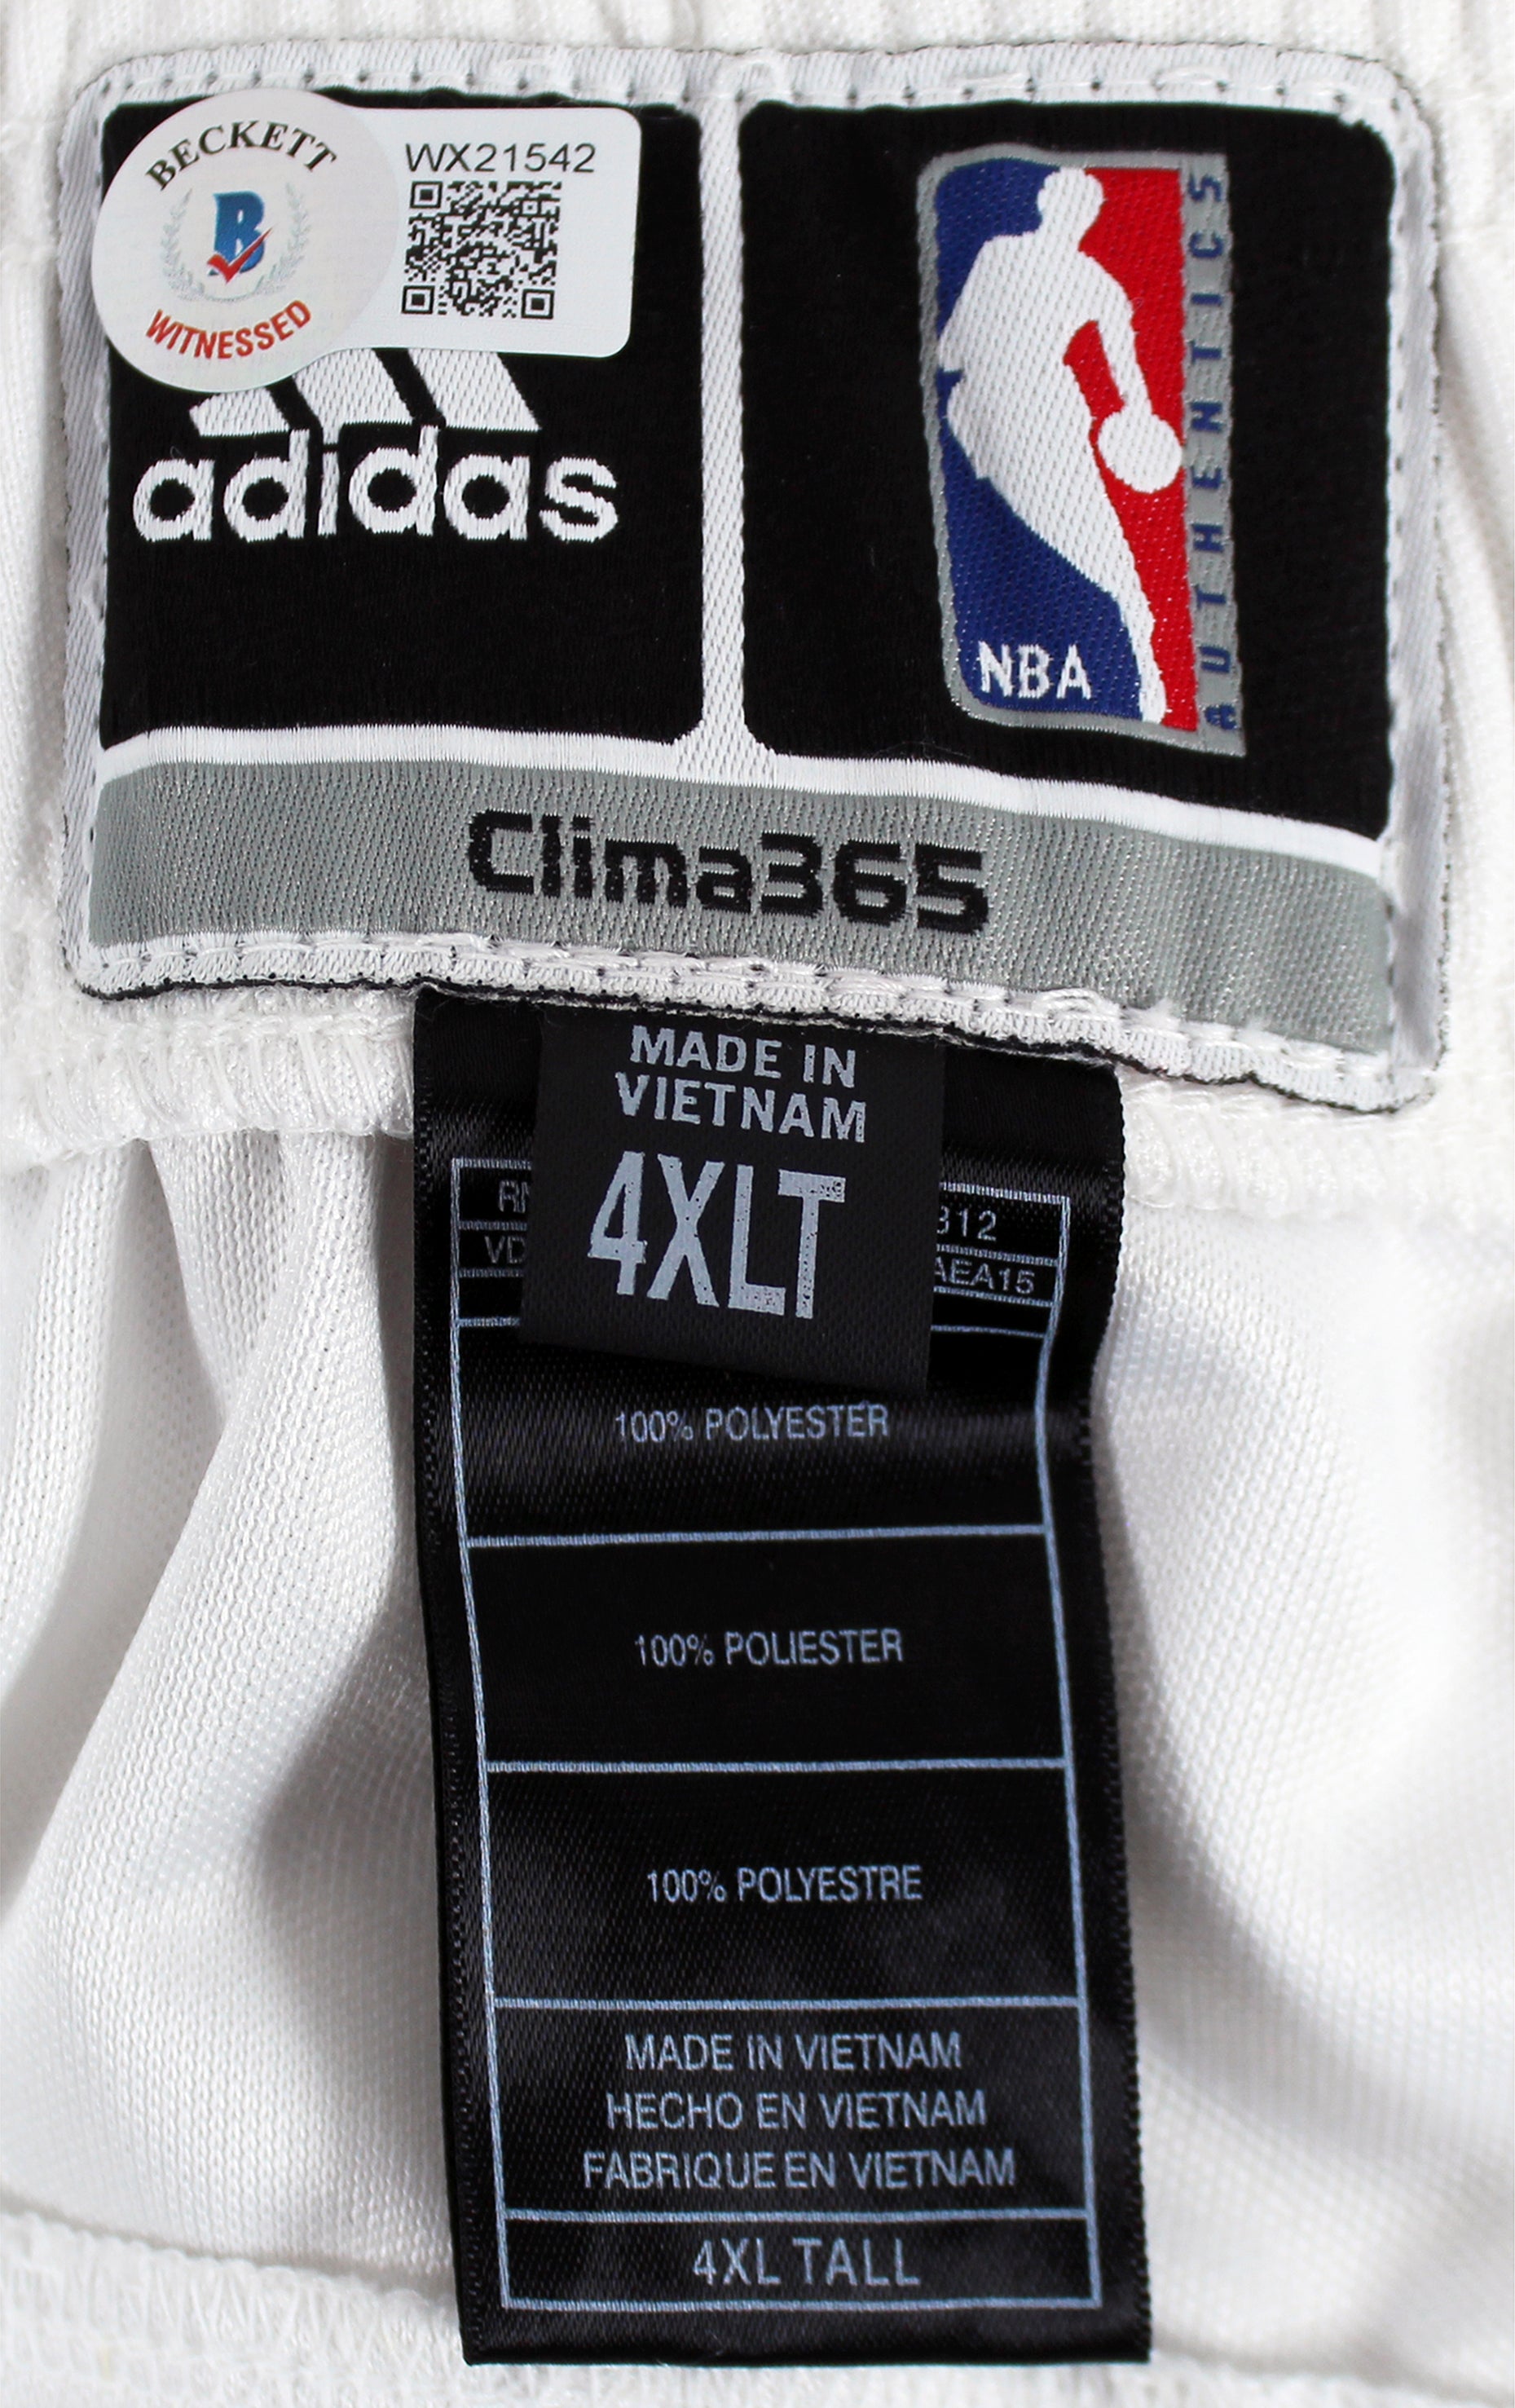 BECKETT
WITNESSED
WX21542
adidas
NBA
AUTHENTICS
Clima365
MADE IN
VIETNAM
4XLT
312
AEA15
100% POLYESTER
100% POLIESTER
100% POLYESTRE
MADE IN VIETNAM
HECHO EN VIETNAM
FABRIQUE EN VIETNAM
4XL TALL